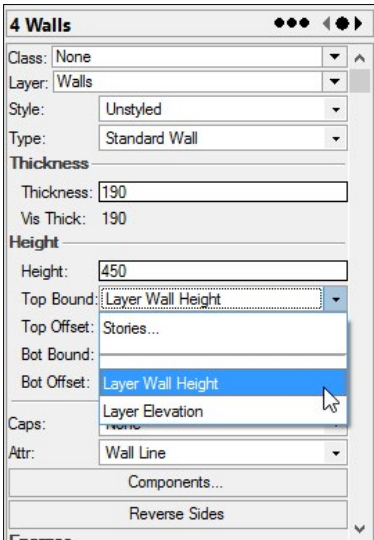 4 Walls
Class: None
Layer: Walls
Style: Unstyled
Type: Standard Wall
Thickness
Thickness: 190
Vis Thick: 190
Height
Height: 450
Top Bound: Layer Wall Height
Top Offset: Stories...
Bot Bound:
Bot Offset: Layer Wall Height
Layer Elevation
Caps: None
Attr: Wall Line
Components...
Reverse Sides